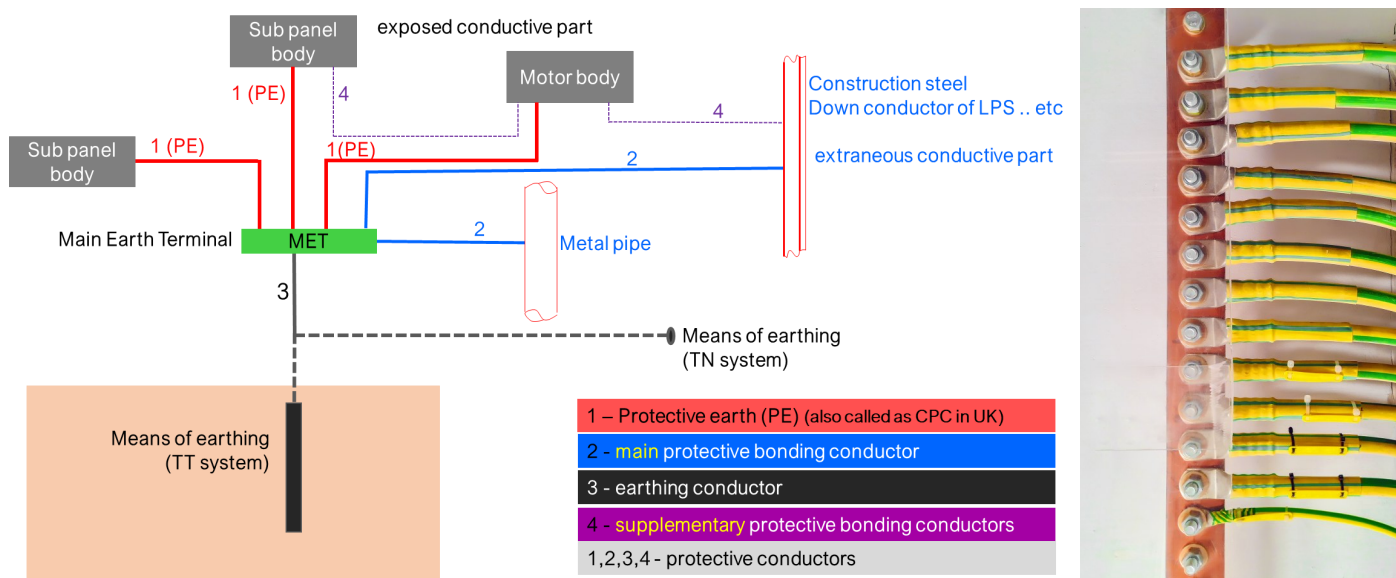 Sub panel
body
exposed conductive part
1 (PE)
4
Motor body
Construction steel
Down conductor of LPS .. etc
4
Sub panel
body
1 (PE)
1(PE)
2
extraneous conductive part
Main Earth Terminal
MET
2
Metal pipe
3
Means of earthing
(TN system)
Means of earthing
(TT system)
1 – Protective earth (PE) (also called as CPC in UK)
2 - main protective bonding conductor
3 - earthing conductor
4 - supplementary protective bonding conductors
1,2,3,4 - protective conductors